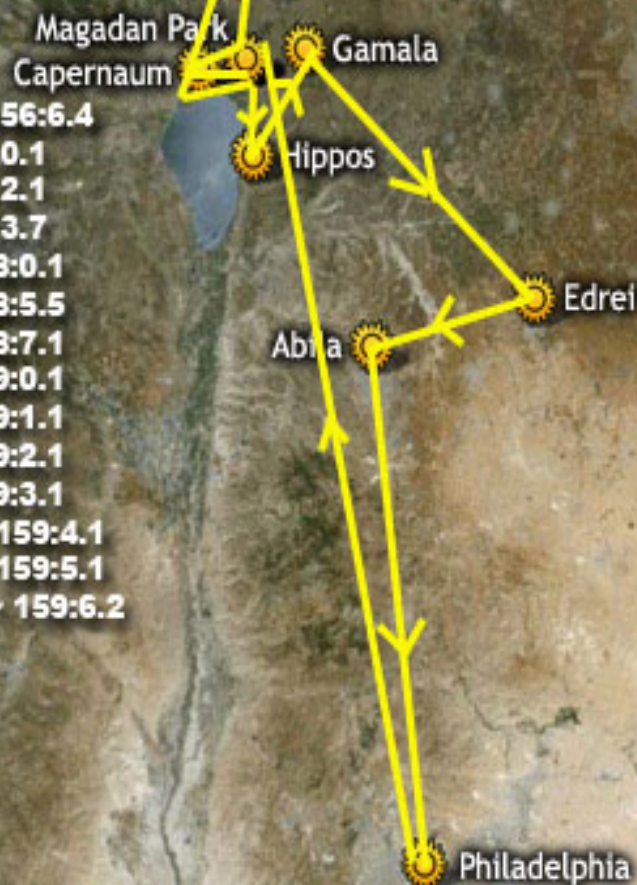 Magadan Park
Capernaum
Gamala
56:6.4
0.1
Hippos
2.1
3.7
3:0.1
3:5.5
Edrei
3:7.1
Abila
9:0.1
9:1.1
9:2.1
9:3.1
159:4.1
159:5.1
159:6.2
Philadelphia